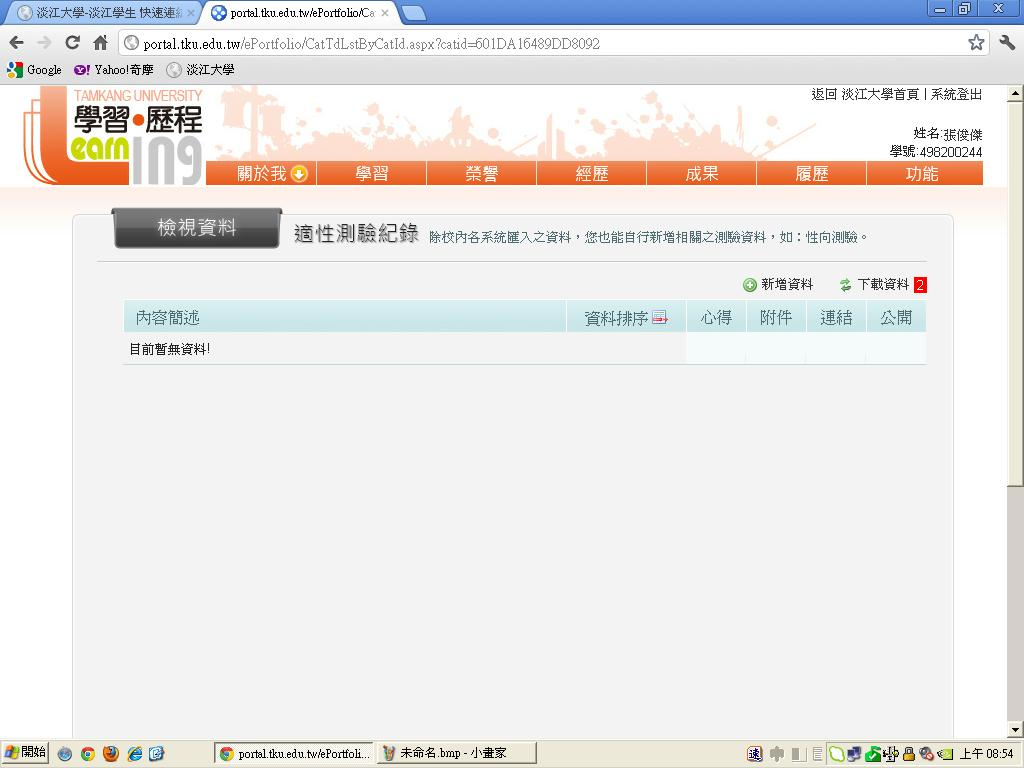 淡江大學-淡江學生 快速連結
portal.tku.edu.tw/ePortfolio/Ca
portal.tku.edu.tw/ePortfolio/CatTdLstByCatId.aspx?catid=601DA16489DD8092
Google Yahoo!奇摩 淡江大學
返回 淡江大學首頁 | 系統登出
TAMKANG UNIVERSITY
學習•歷程
Learning
姓名:張俊傑
學號:498200244
關於我 學習 榮譽 經歷 成果 履歷 功能
檢視資料 適性測驗紀錄 除校內各系統匯入之資料，您也能自行新增相關之測驗資料，如：性向測驗。
新增資料 下載資料 2
內容簡述 資料排序 心得 附件 連結 公開
目前暫無資料!
開始 portal.tku.edu.tw/ePortfoli... 未命名.bmp - 小畫家 速 中 上午 08:54